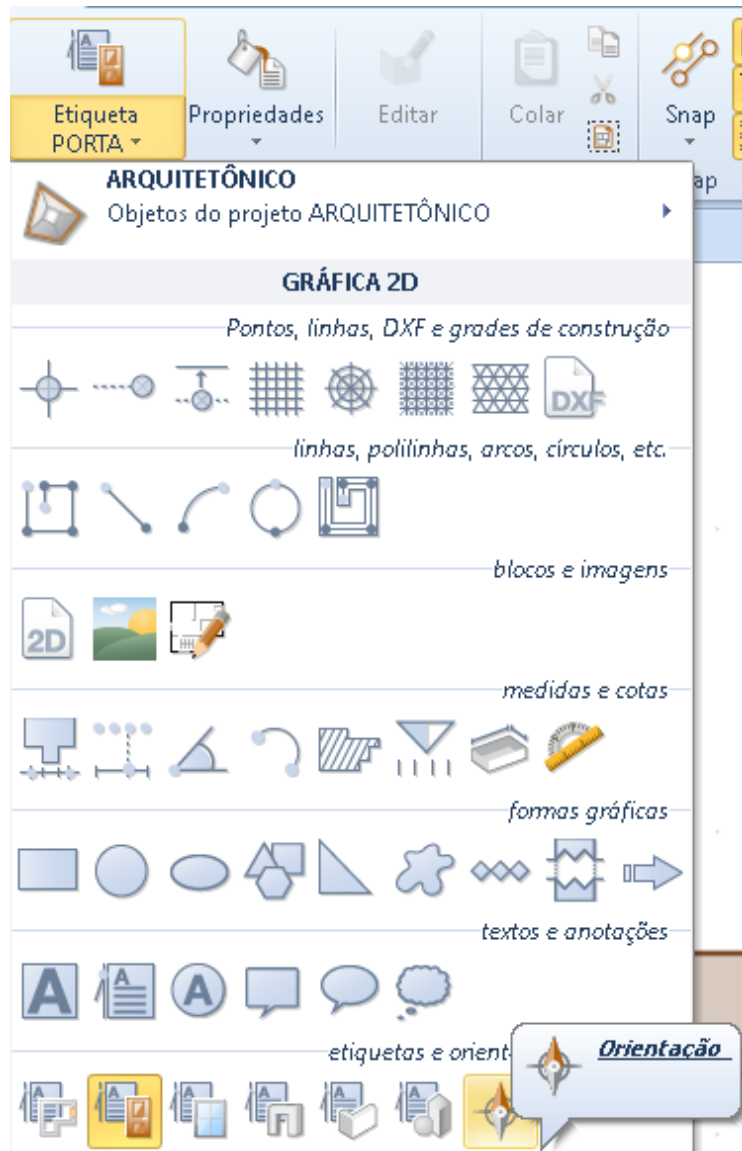 Etiqueta
PORTA
Propriedades
Editar
Colar
Snap
ap
ARQUITETÔNICO
Objetos do projeto ARQUITETÔNICO
GRÁFICA 2D
Pontos, linhas, DXF e grades de construção
DXF
linhas, polilinhas, arcos, círculos, etc.
blocos e imagens
2D
medidas e cotas
formas gráficas
textos e anotações
A
A
A
etiquetas e orient
Orientação